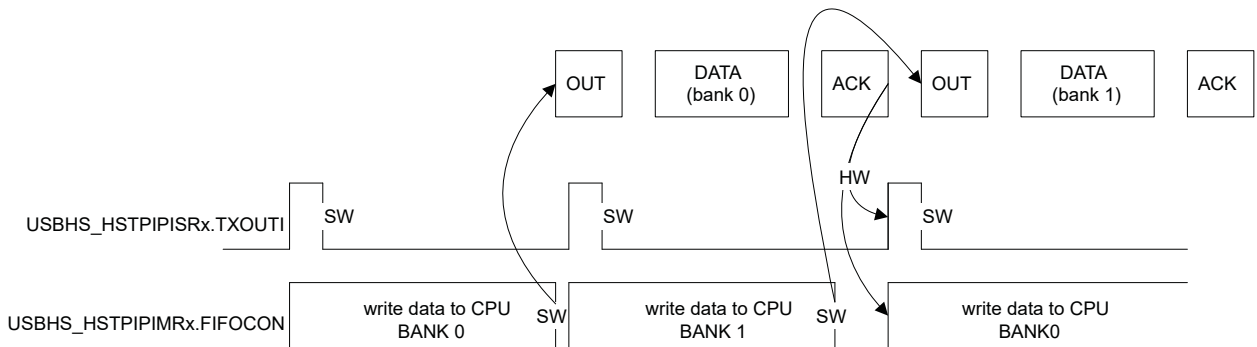 OUT
DATA
(bank 0)
ACK
OUT
DATA
(bank 1)
ACK
HW
USBHS_HSTPIPISRx.TXOUTI
SW
SW
SW
USBHS_HSTPIPIMRx.FIFOCON
write data to CPU
BANK 0
SW
write data to CPU
BANK 1
SW
write data to CPU
BANK0